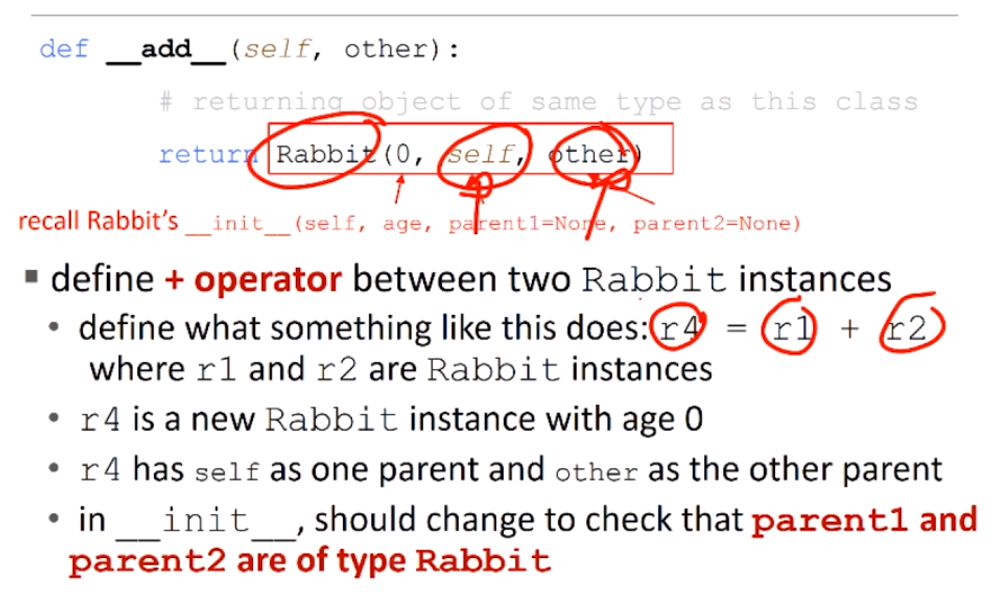 def __add__(self, other):
# returning object of same type as this class
return Rabbit(0, self, other)
recall Rabbit's __init__(self, age, parent1=None, parent2=None)
▪ define + operator between two Rabbit instances
• define what something like this does: r4 = r1 + r2
where r1 and r2 are Rabbit instances
• r4 is a new Rabbit instance with age 0
• r4 has self as one parent and other as the other parent
• in __init__, should change to check that parent1 and
parent2 are of type Rabbit